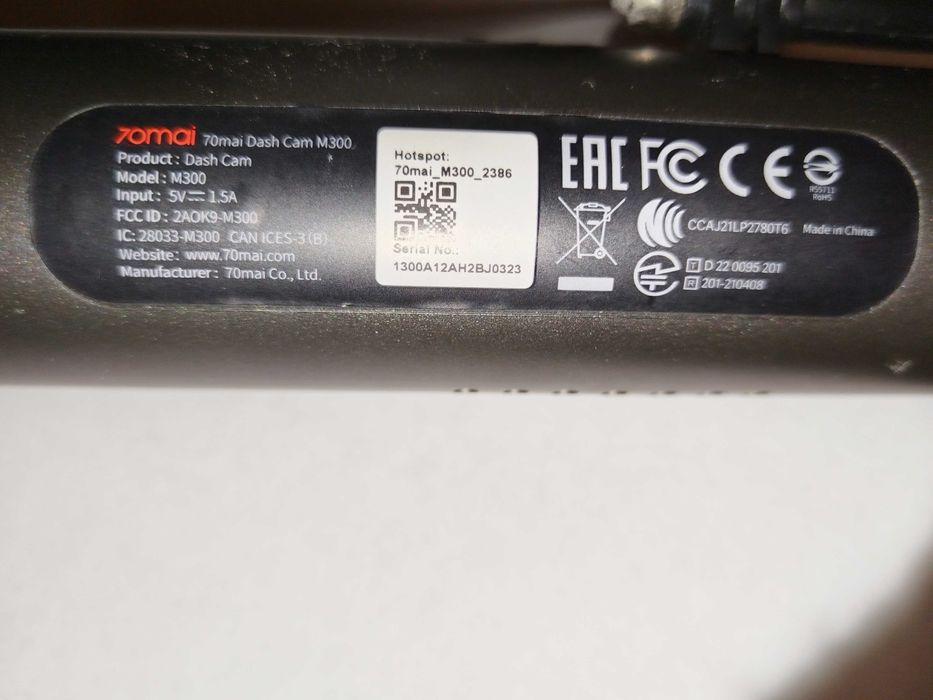 70mai 70mai Dash Cam M300
Product : Dash Cam
Model : M300
Input : 5V⎓1.5A
FCC ID : 2AOK9-M300
IC: 28033-M300 CAN ICES-3 (B)
Website: www.70mai.com
Manufacturer : 70mai Co., Ltd.
Hotspot:
70mai_M300_2386
Serial No.:
1300A12AH2BJ0323
EAC FC CE
R55711
RoHS
CCAJ21LP2780T6 Made in China
T D 22 0095 201
R 201-210408